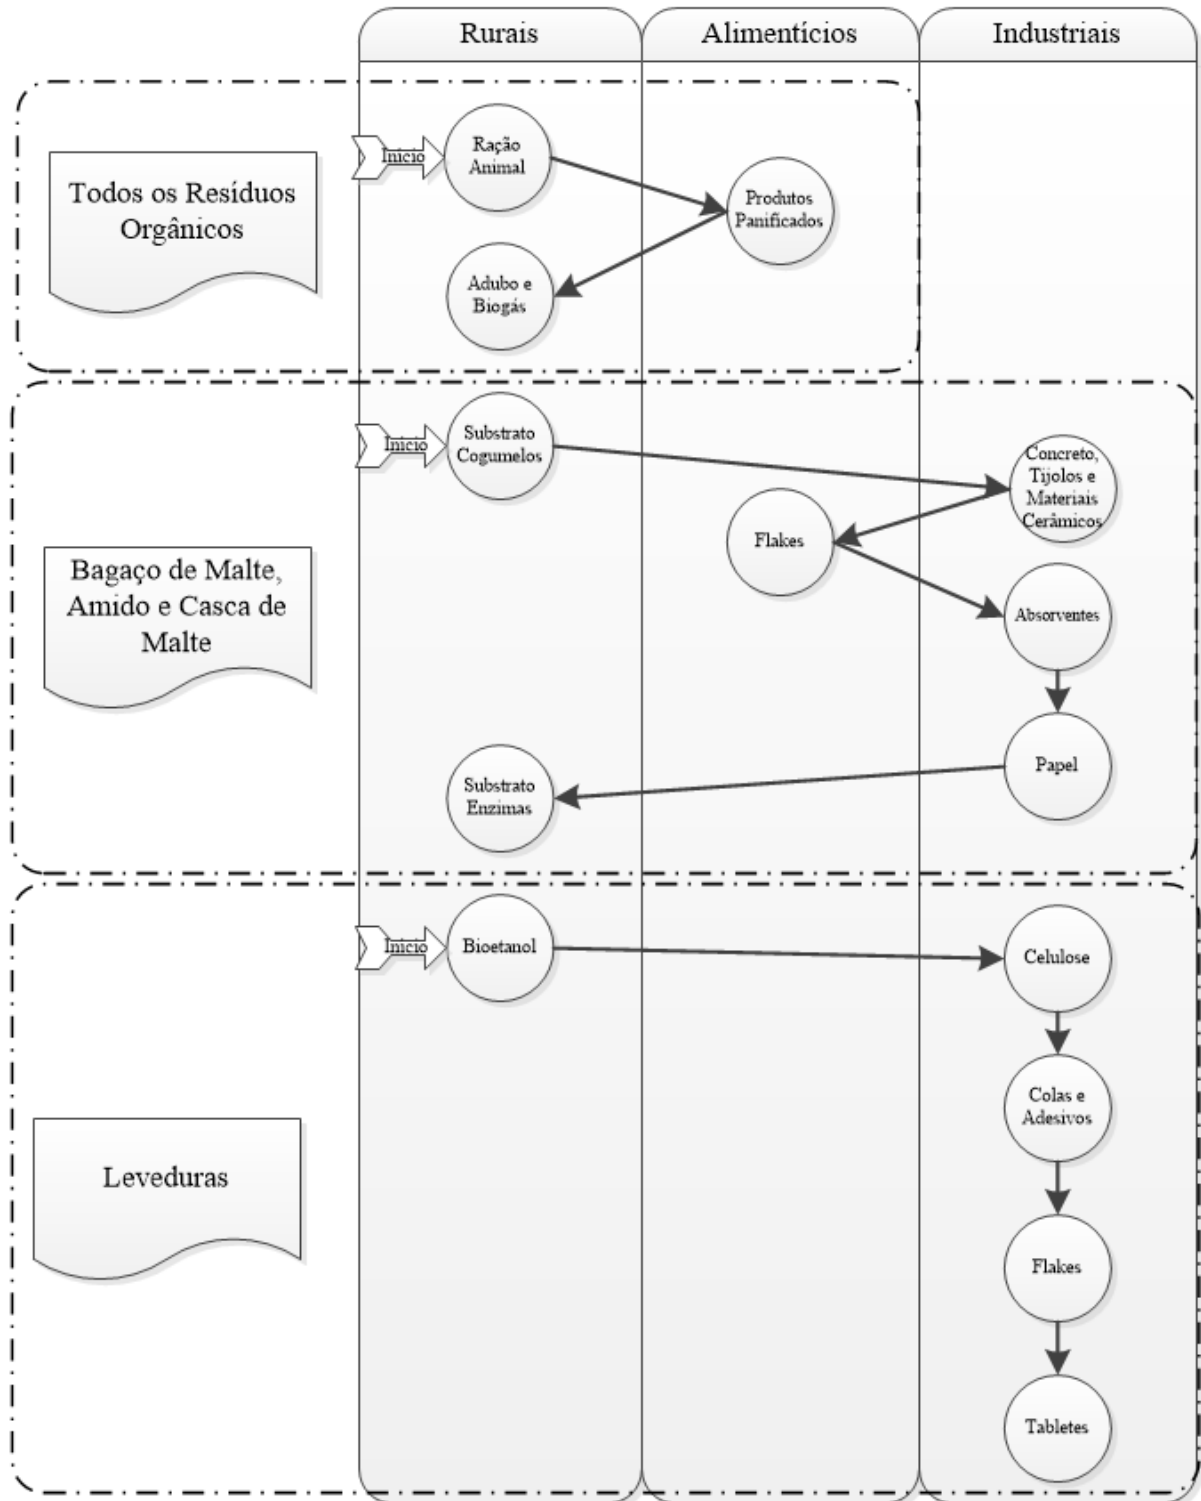 Rurais
Alimentícios
Industriais
Todos os Resíduos
Orgânicos
Início
Ração
Animal
Produtos
Panificados
Adubo e
Biogás
Bagaço de Malte,
Amido e Casca de
Malte
Início
Substrato
Cogumelos
Concreto,
Tijolos e
Materiais
Cerâmicos
Flakes
Absorventes
Papel
Substrato
Enzimas
Leveduras
Início
Bioetanol
Celulose
Colas e
Adesivos
Flakes
Tabletes